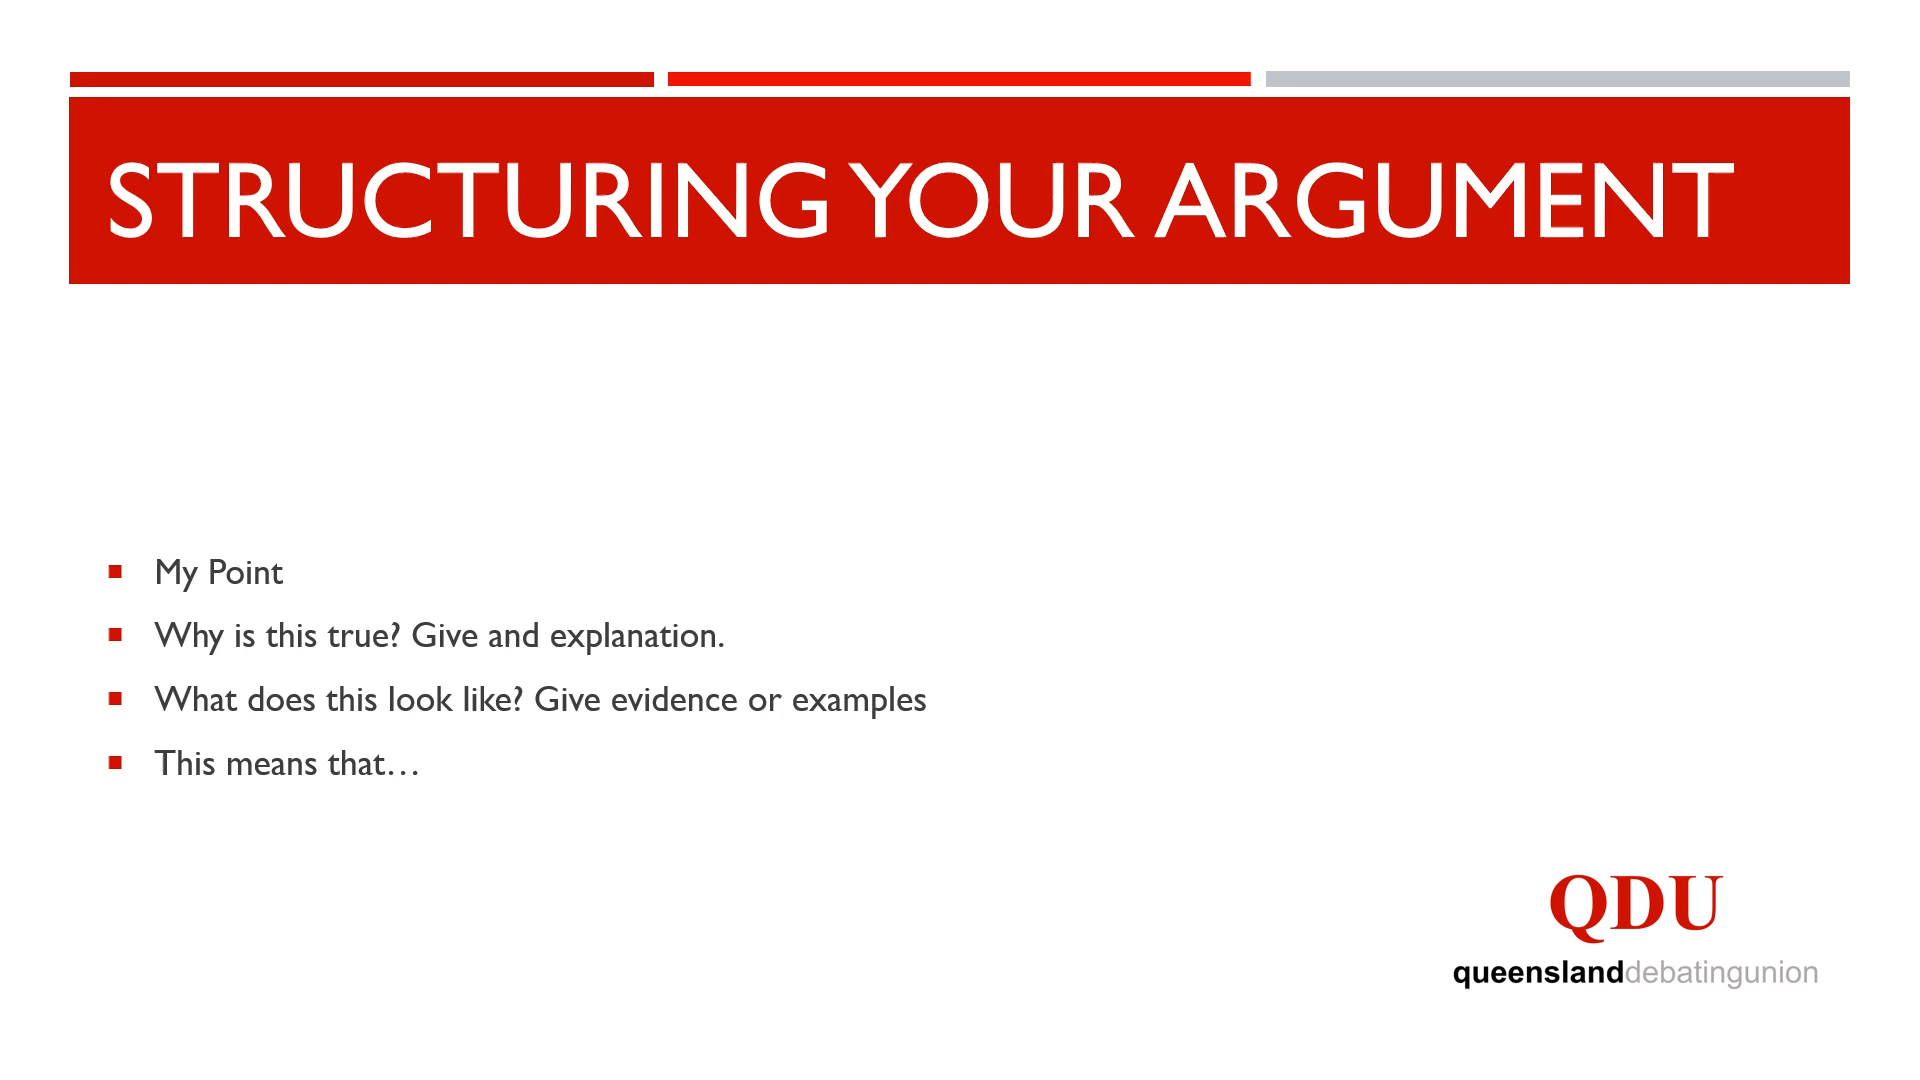 STRUCTURING YOUR ARGUMENT
My Point
Why is this true? Give and explanation.
What does this look like? Give evidence or examples
This means that…
QDU
queenslanddebatingunion